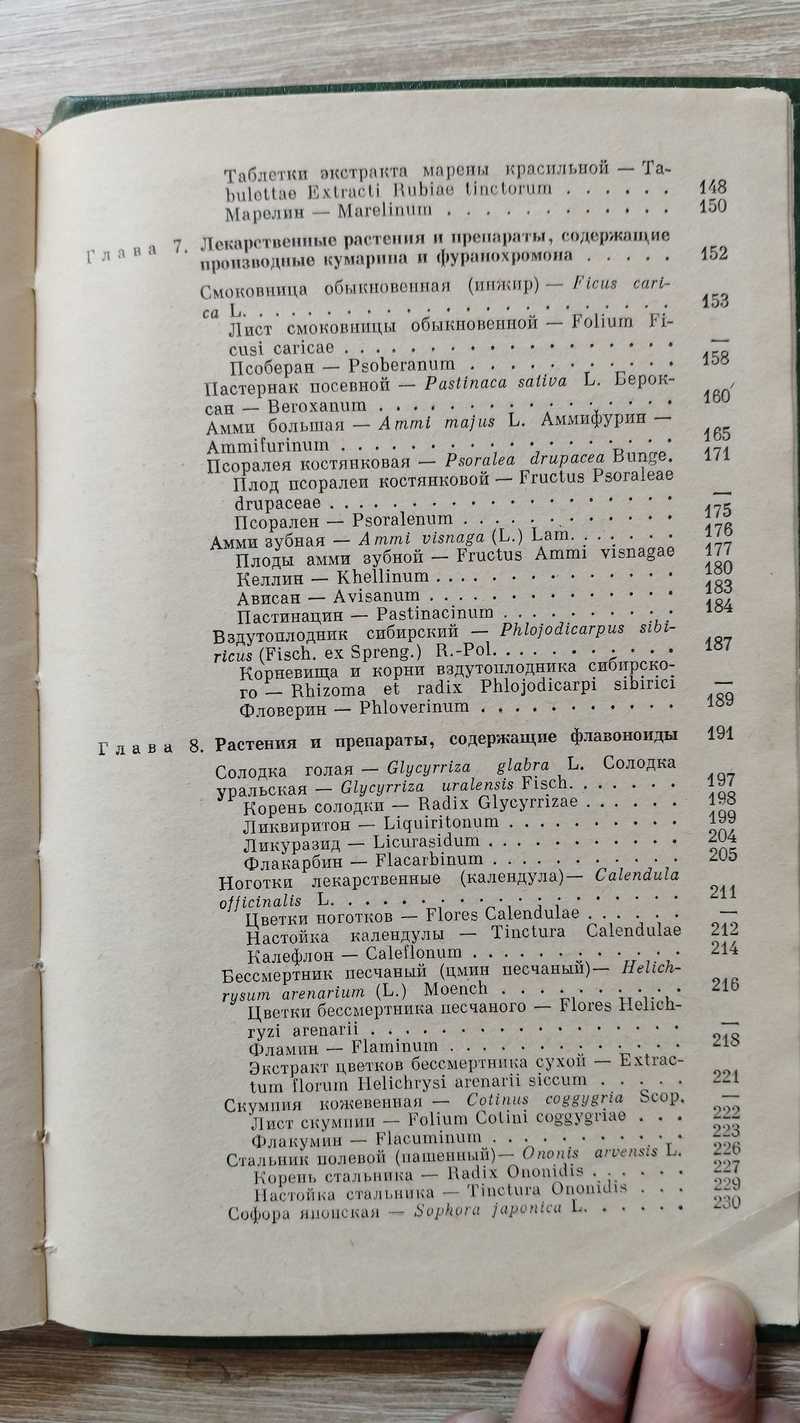 Таблетки экстракта марены красильной — Ta-
bulettae Extracti Rubiae tinctorum . . . . . . 148
Марелин — Marelinum . . . . . . . . . . . . 150
Глава 7. Лекарственные растения и препараты, содержащие
производные кумарина и фуранохромона . . . . . 152
Смоковница обыкновенная (инжир) — Ficus cari-
ca L. . . . . . . . . . . . . . . . . . . 153
Лист смоковницы обыкновенной — Folium Fi-
cusi caricae . . . . . . . . . . . . . . . . . —
Псоберан — Psoberanum . . . . . . . . . . . 158
Пастернак посевной — Pastinaca sativa L. Берок-
сан — Beroxanum . . . . . . . . . . . . . . . 160
Амми большая — Ammi majus L. Аммифурин —
Ammifurinum . . . . . . . . . . . . . . . . . 165
Псоралея костянковая — Psoralea drupacea Bunge. 171
Плод псоралеи костянковой — Fructus Psoraleae
drupaceae . . . . . . . . . . . . . . . . . . —
Псорален — Psoralenum . . . . . . . . . . . 175
Амми зубная — Ammi visnaga (L.) Lam. . . . . . . 176
Плоды амми зубной — Fructus Ammi visnagae 177
Келлин — Khellinum . . . . . . . . . . . . . 180
Ависан — Avisanum . . . . . . . . . . . . . 183
Пастинацин — Pastinacinum . . . . . . . . . 184
Вздутоплодник сибирский — Phlojodicarpus sibi-
ricus (Fisch. ex Spreng.) R.-Pol. . . . . . . . . . 187
Корневища и корни вздутоплодника сибирско-
го — Rhizoma et radix Phlojodicarpi sibirici —
Фловерин — Phloverinum . . . . . . . . . . . 189
Глава 8. Растения и препараты, содержащие флавоноиды 191
Солодка голая — Glycyrriza glabra L. Солодка
уральская — Glycyrriza uralensis Fisch. . . . . . . 197
Корень солодки — Radix Glycyrrizae . . . . . . 198
Ликвиритон — Liquiritonum . . . . . . . . . . 199
Ликуразид — Licurasidum . . . . . . . . . . . 204
Флакарбин — Flacarbinum . . . . . . . . . . . 205
Ноготки лекарственные (календула)— Calendula
officinalis L. . . . . . . . . . . . . . . . . . . 211
Цветки ноготков — Flores Calendulae . . . . . . —
Настойка календулы — Tinctura Calendulae 212
Калефлон — Caleflonum . . . . . . . . . . . . 214
Бессмертник песчаный (цмин песчаный)— Helich-
rysum arenarium (L.) Moench . . . . . . . . . . 216
Цветки бессмертника песчаного — Flores Helich-
ryzi arenarii . . . . . . . . . . . . . . . . . —
Фламин — Flaminum . . . . . . . . . . . . . 218
Экстракт цветков бессмертника сухой — Extrac-
tum florum Helichrysi arenarii siccum . . . . . 221
Скумпия кожевенная — Cotinus coggygria Scop. —
Лист скумпии — Folium Cotini coggygriae . . . 222
Флакумин — Flacuminum . . . . . . . . . . . 223
Стальник полевой (пашенный)— Ononis arvensis L. 226
Корень стальника — Radix Ononidis . . . . . . 227
Настойка стальника — Tinctura Ononidis . . . 229
Софора японская — Sophora japonica L. . . . . . 230